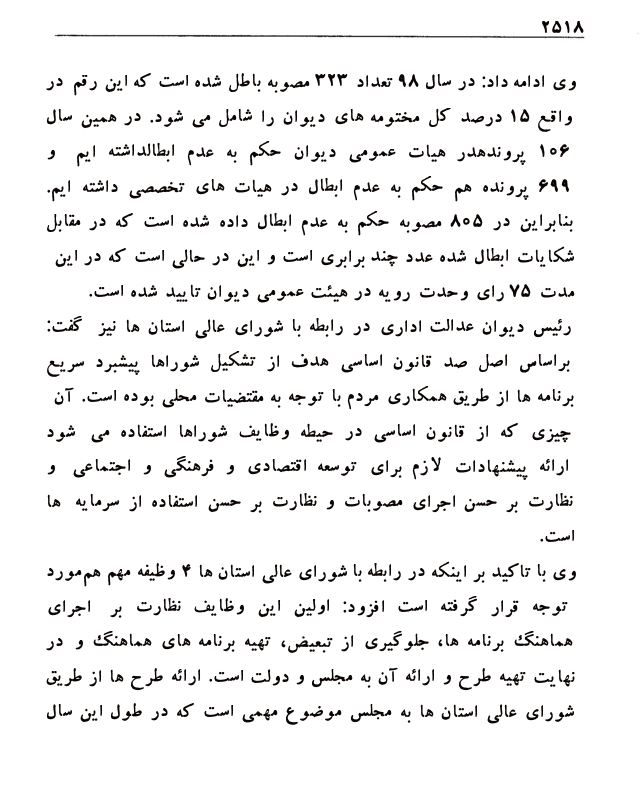 ۲۵۱۸
وی ادامه داد: در سال ۹۸ تعداد ۳۲۳ مصوبه باطل شده است که این رقم در
واقع ۱۵ درصد کل مختومه های دیوان را شامل می شود. در همین سال
۱۰۶ پروندهدر هیات عمومی دیوان حکم به عدم ابطالداشته ایم و
۶۹۹ پرونده هم حکم به عدم ابطال در هیات های تخصصی داشته ایم.
بنابراین در ۸۰۵ مصوبه حکم به عدم ابطال داده شده است که در مقابل
شکایات ابطال شده عدد چند برابری است و این در حالی است که در این
مدت ۷۵ رای وحدت رویه در هیئت عمومی دیوان تایید شده است.
رئیس دیوان عدالت اداری در رابطه با شورای عالی استان ها نیز گفت:
براساس اصل صد قانون اساسی هدف از تشکیل شوراها پیشبرد سریع
برنامه ها از طریق همکاری مردم با توجه به مقتضیات محلی بوده است. آن
چیزی که از قانون اساسی در حیطه وظایف شوراها استفاده می شود
ارائه پیشنهادات لازم برای توسعه اقتصادی و فرهنگی و اجتماعی و
نظارت بر حسن اجرای مصوبات و نظارت بر حسن استفاده از سرمایه ها
است.
وی با تاکید بر اینکه در رابطه با شورای عالی استان ها ۴ وظیفه مهم هم‌مورد
توجه قرار گرفته است افزود: اولین این وظایف نظارت بر اجرای
هماهنگ برنامه ها، جلوگیری از تبعیض، تهیه برنامه های هماهنگ و در
نهایت تهیه طرح و ارائه آن به مجلس و دولت است. ارائه طرح ها از طریق
شورای عالی استان ها به مجلس موضوع مهمی است که در طول این سال